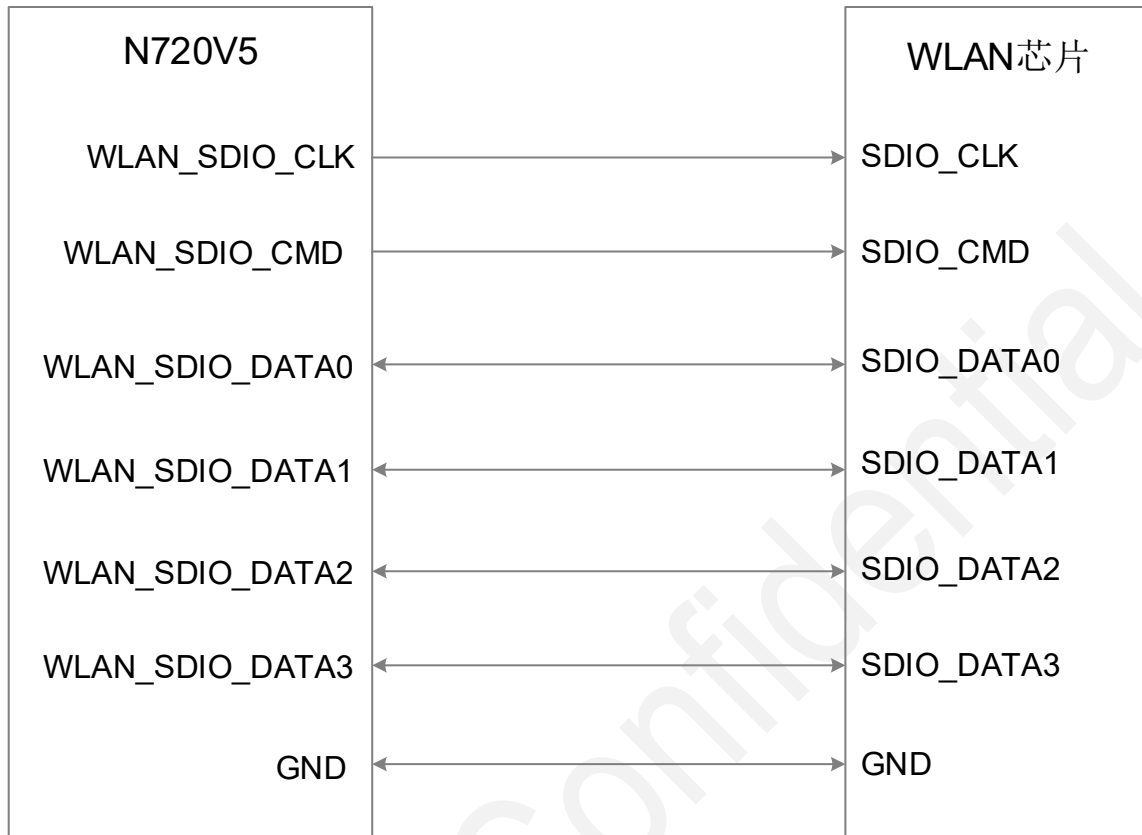 N720V5
WLAN芯片
WLAN_SDIO_CLK
SDIO_CLK
WLAN_SDIO_CMD
SDIO_CMD
WLAN_SDIO_DATA0
SDIO_DATA0
WLAN_SDIO_DATA1
SDIO_DATA1
WLAN_SDIO_DATA2
SDIO_DATA2
WLAN_SDIO_DATA3
SDIO_DATA3
GND
GND
Confidential